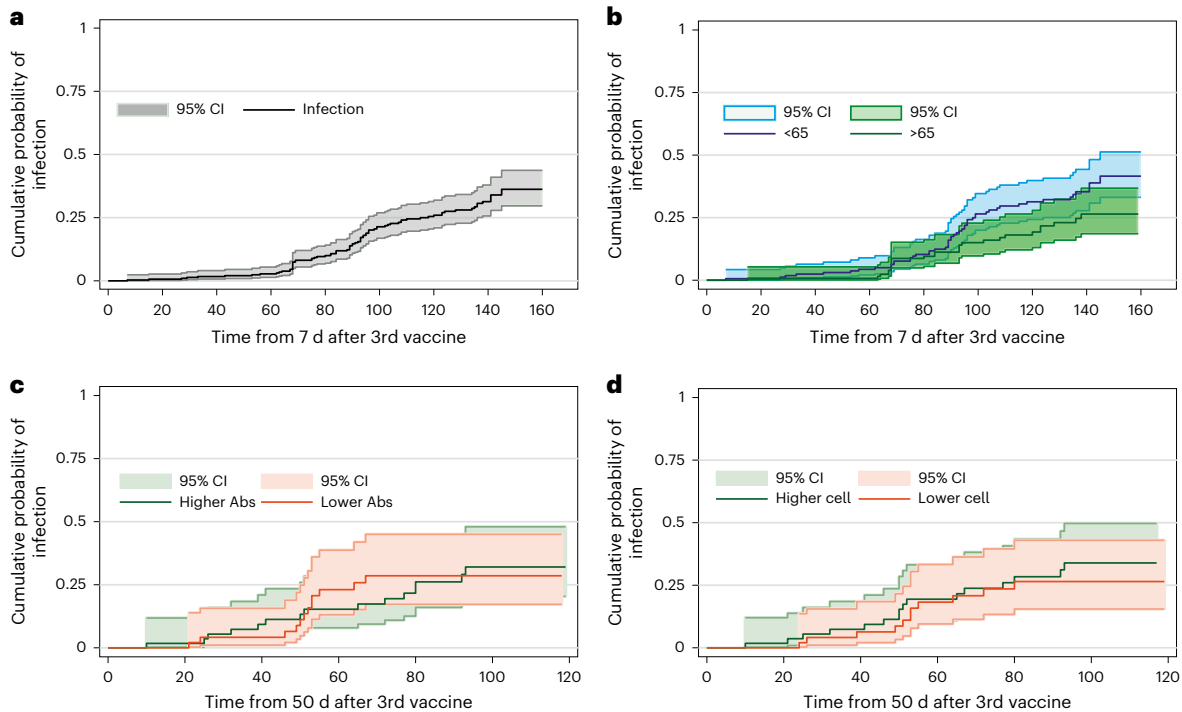 a
Cumulative probability of
infection
1
0.75
0.5
0.25
0
95% CI Infection
0 20 40 60 80 100 120 140 160
Time from 7 d after 3rd vaccine
b
Cumulative probability of
infection
1
0.75
0.5
0.25
0
95% CI 95% CI
<65 >65
0 20 40 60 80 100 120 140 160
Time from 7 d after 3rd vaccine
c
Cumulative probability of
infection
1
0.75
0.5
0.25
0
95% CI 95% CI
Higher Abs Lower Abs
0 20 40 60 80 100 120
Time from 50 d after 3rd vaccine
d
Cumulative probability of
infection
1
0.75
0.5
0.25
0
95% CI 95% CI
Higher cell Lower cell
0 20 40 60 80 100 120
Time from 50 d after 3rd vaccine